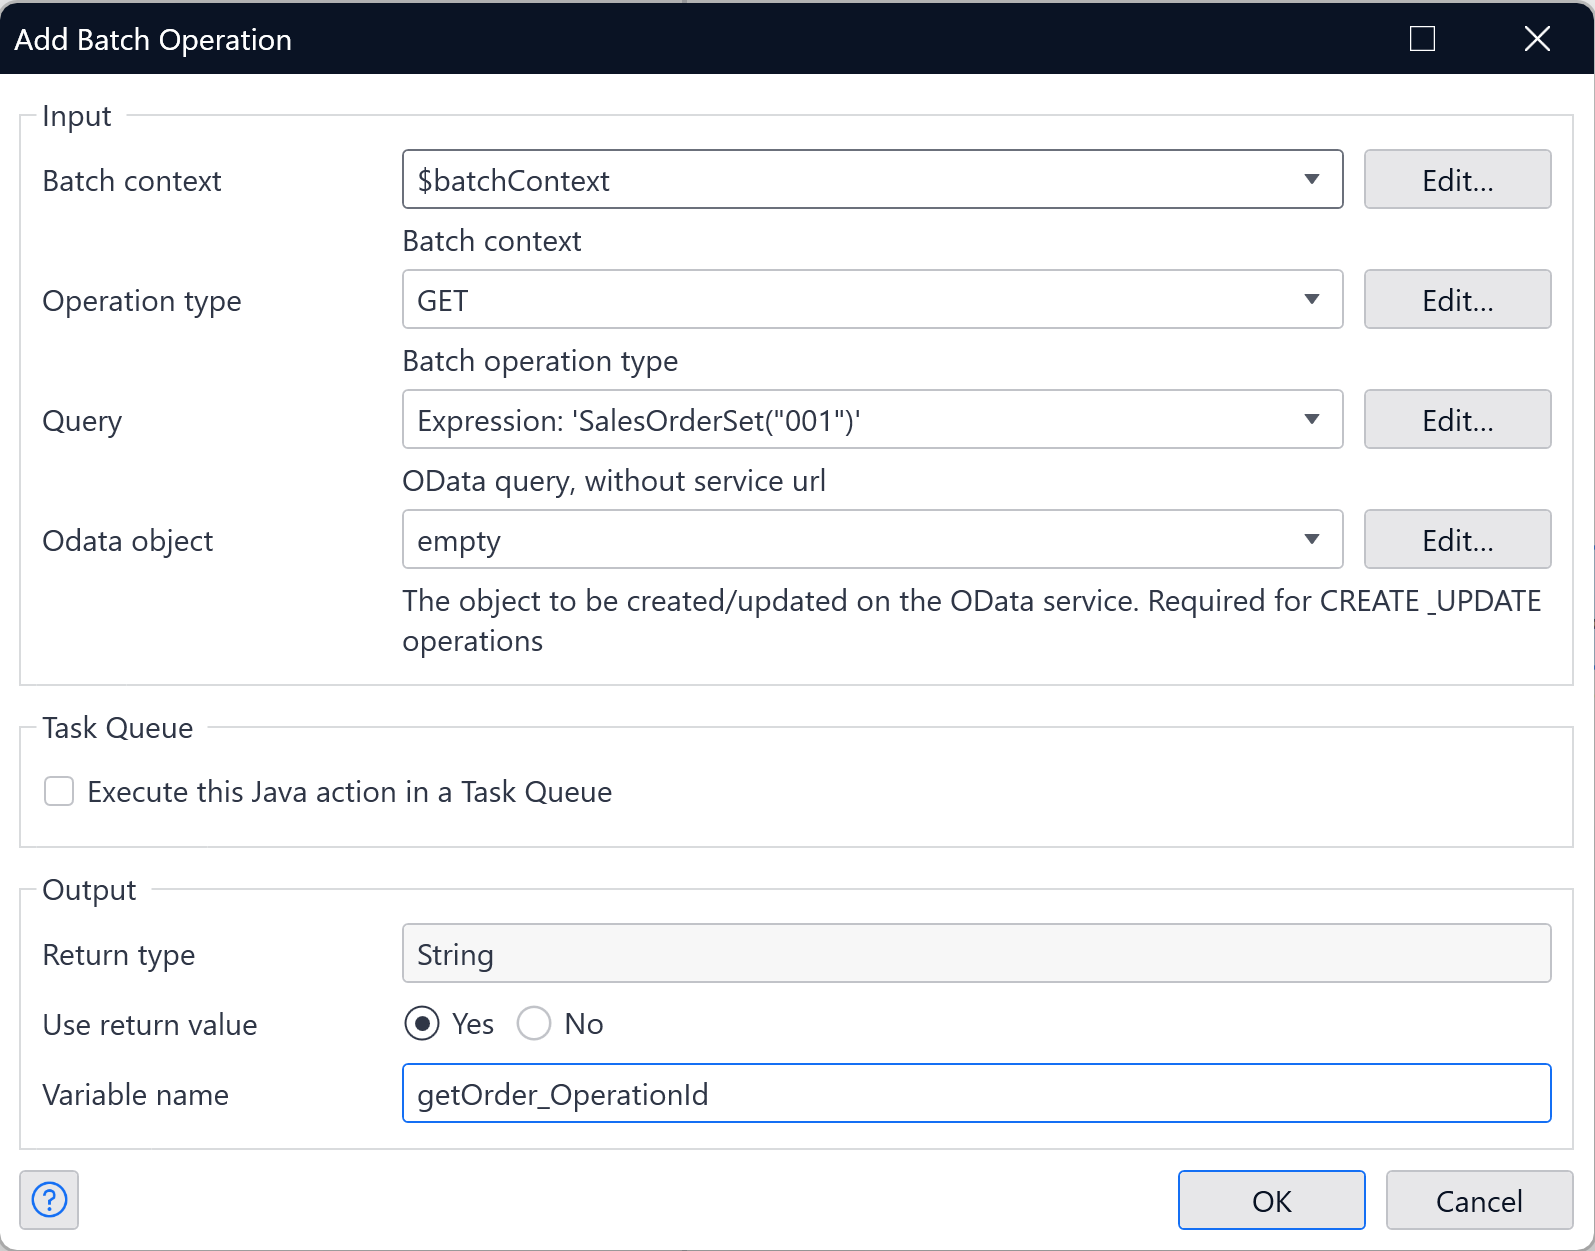 Add Batch Operation
Input
Batch context
$batchContext
Edit...
Batch context
Operation type
GET
Edit...
Batch operation type
Query
Expression: 'SalesOrderSet("001")'
Edit...
OData query, without service url
Odata object
empty
Edit...
The object to be created/updated on the OData service. Required for CREATE _UPDATE
operations
Task Queue
Execute this Java action in a Task Queue
Output
Return type
String
Use return value
Yes
No
Variable name
getOrder_OperationId
?
OK
Cancel